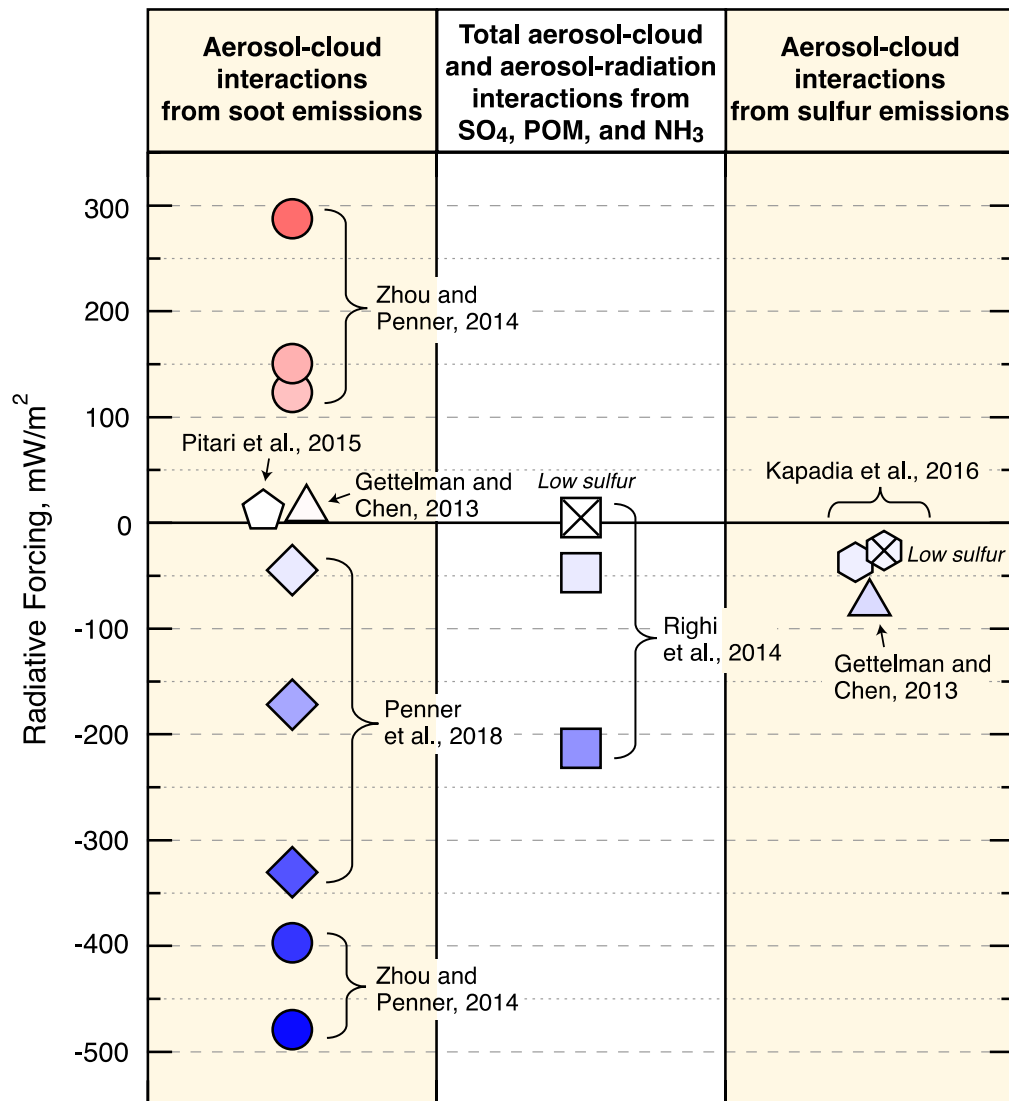 Aerosol-cloud
interactions
from soot emissions
Total aerosol-cloud
and aerosol-radiation
interactions from
SO4, POM, and NH3
Aerosol-cloud
interactions
from sulfur emissions
Radiative Forcing, mW/m2
300
200
100
0
-100
-200
-300
-400
-500
Zhou and
Penner, 2014
Pitari et al., 2015
Gettelman and
Chen, 2013
Penner
et al., 2018
Zhou and
Penner, 2014
Low sulfur
Righi
et al., 2014
Kapadia et al., 2016
Low sulfur
Gettelman and
Chen, 2013